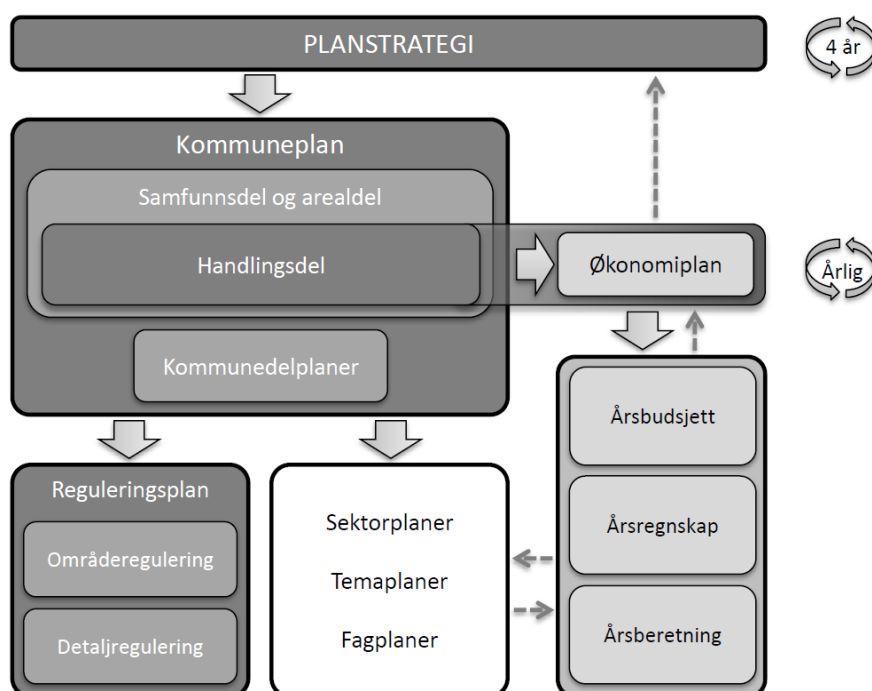 PLANSTRATEGI
4 år
Kommuneplan
Samfunnsdel og arealdel
Handlingsdel
Økonomiplan
Årlig
Kommunedelplaner
Årsbudsjett
Årsregnskap
Årsberetning
Reguleringsplan
Områderegulering
Detaljregulering
Sektorplaner
Temaplaner
Fagplaner